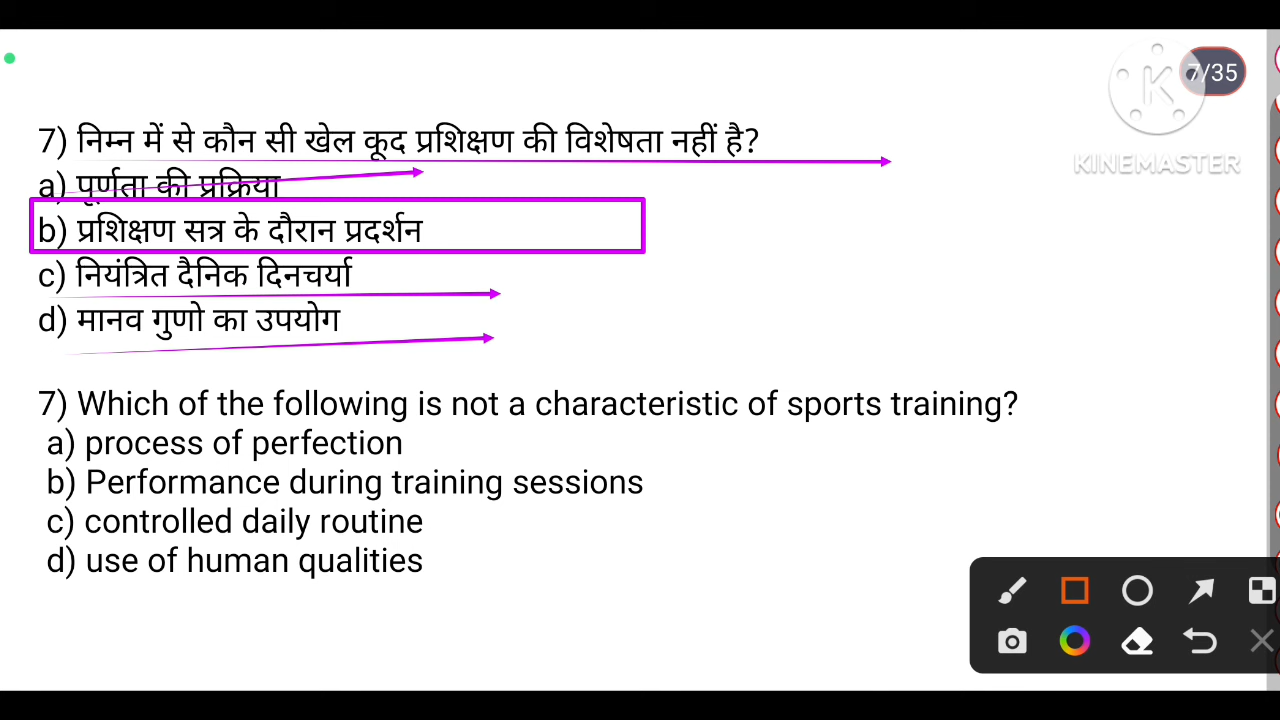 7/35
KINEMASTER
7) निम्न में से कौन सी खेल कूद प्रशिक्षण की विशेषता नहीं है?
a) पूर्णता की प्रक्रिया
b) प्रशिक्षण सत्र के दौरान प्रदर्शन
c) नियंत्रित दैनिक दिनचर्या
d) मानव गुणो का उपयोग
7) Which of the following is not a characteristic of sports training?
a) process of perfection
b) Performance during training sessions
c) controlled daily routine
d) use of human qualities